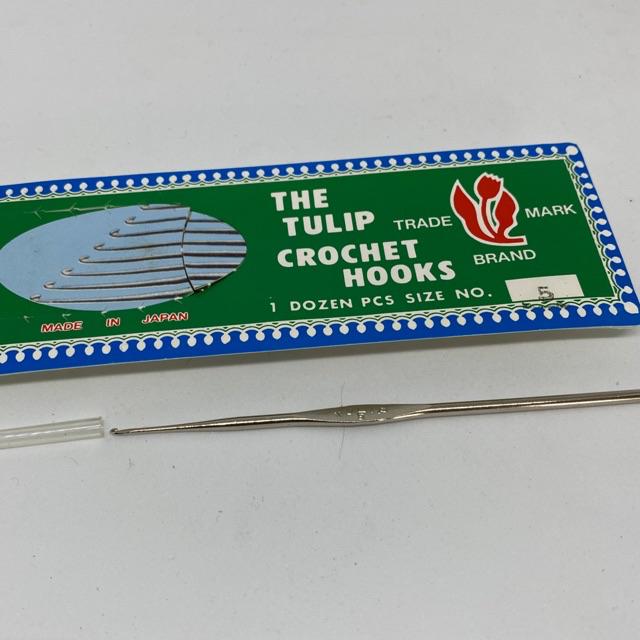 THE
TULIP
CROCHET
HOOKS
TRADE MARK
BRAND
1 DOZEN PCS SIZE NO. 5
MADE IN JAPAN